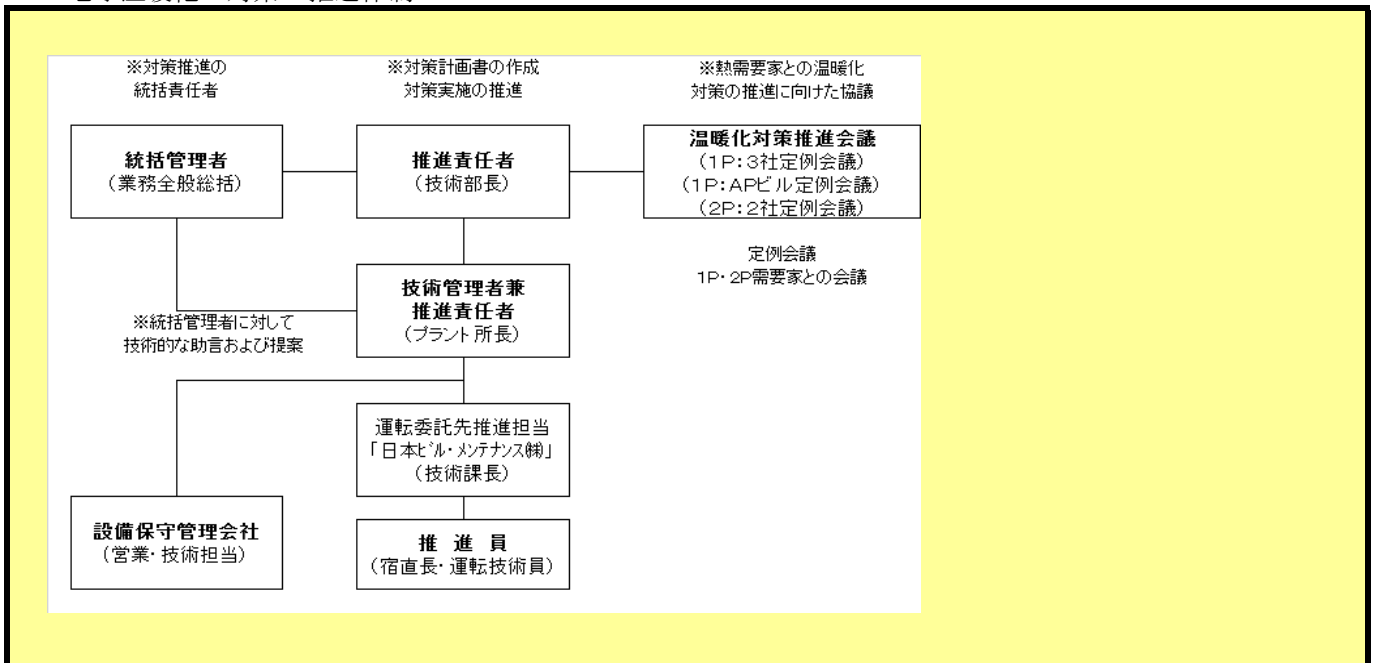 ※対策推進の
統括責任者
※対策計画書の作成
対策実施の推進
※熱需要家との温暖化
対策の推進に向けた協議
統括管理者
(業務全般総括)
推進責任者
(技術部長)
温暖化対策推進会議
(1P:3社定例会議)
(1P:APビル定例会議)
(2P:2社定例会議)
定例会議
1P・2P需要家との会議
技術管理者兼
推進責任者
(プラント所長)
※統括管理者に対して
技術的な助言および提案
運転委託先推進担当
「日本ビル・メンテナンス㈱」
(技術課長)
設備保守管理会社
(営業・技術担当)
推 進 員
(宿直長・運転技術員)